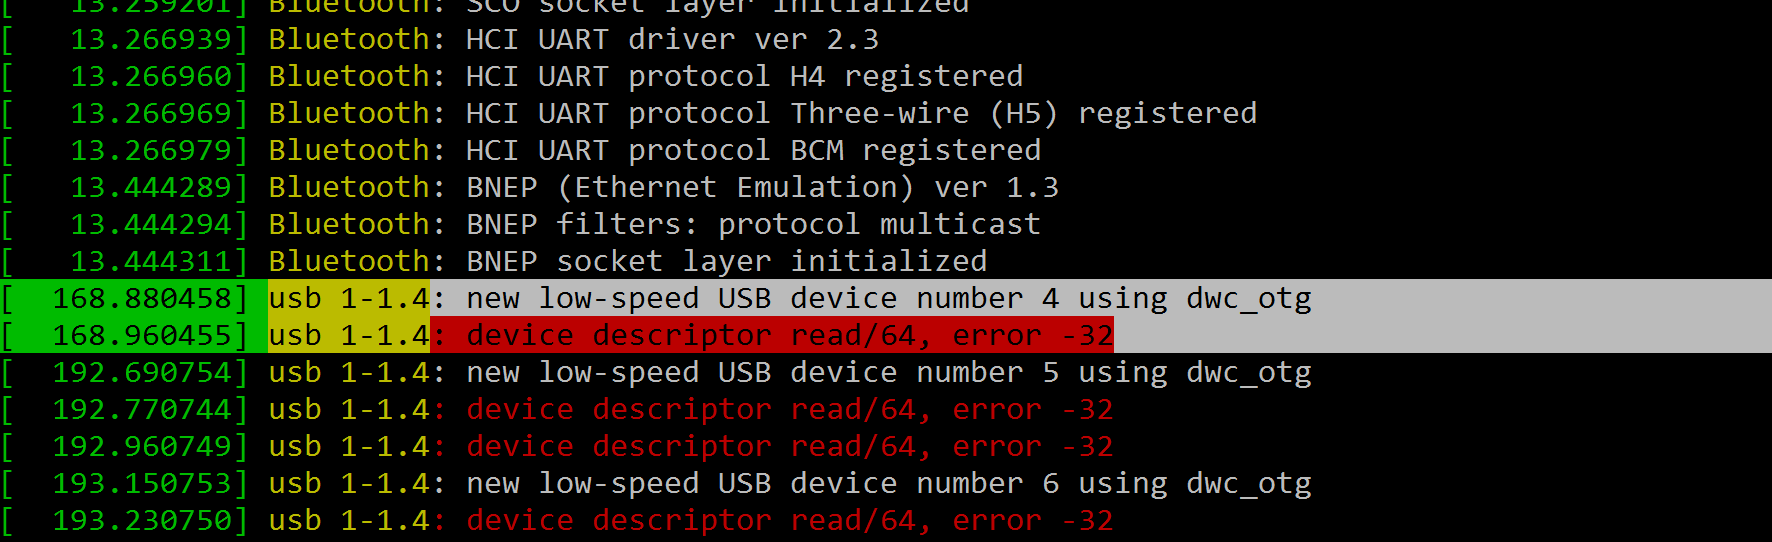 [   13.259201] Bluetooth: SCO socket layer initialized
[   13.266939] Bluetooth: HCI UART driver ver 2.3
[   13.266960] Bluetooth: HCI UART protocol H4 registered
[   13.266969] Bluetooth: HCI UART protocol Three-wire (H5) registered
[   13.266979] Bluetooth: HCI UART protocol BCM registered
[   13.444289] Bluetooth: BNEP (Ethernet Emulation) ver 1.3
[   13.444294] Bluetooth: BNEP filters: protocol multicast
[   13.444311] Bluetooth: BNEP socket layer initialized
[  168.880458] usb 1-1.4: new low-speed USB device number 4 using dwc_otg
[  168.960455] usb 1-1.4: device descriptor read/64, error -32
[  192.690754] usb 1-1.4: new low-speed USB device number 5 using dwc_otg
[  192.770744] usb 1-1.4: device descriptor read/64, error -32
[  192.960749] usb 1-1.4: device descriptor read/64, error -32
[  193.150753] usb 1-1.4: new low-speed USB device number 6 using dwc_otg
[  193.230750] usb 1-1.4: device descriptor read/64, error -32